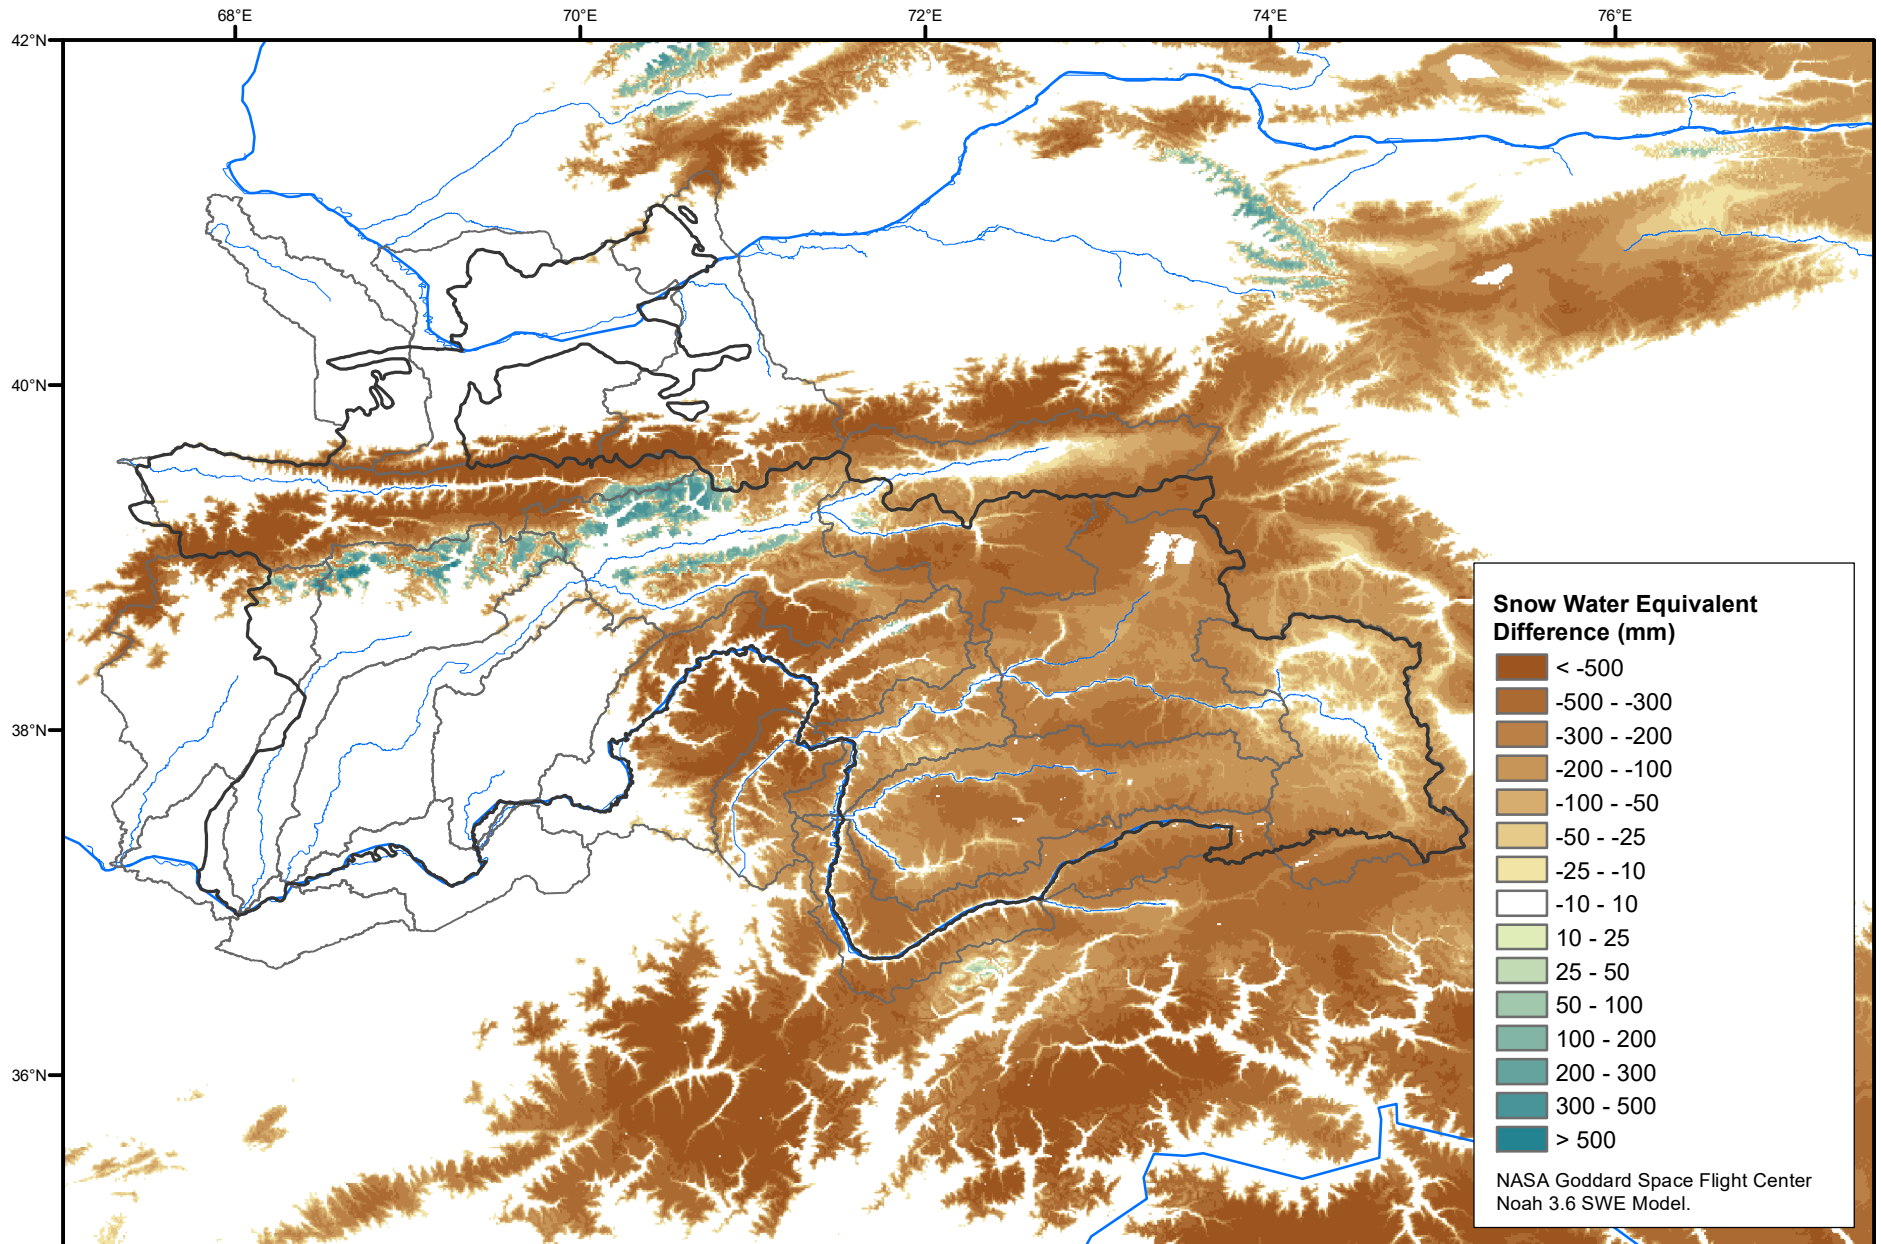 68°E
70°E
72°E
74°E
76°E
42°N
40°N
38°N
36°N
Snow Water Equivalent
Difference (mm)
< -500
-500 - -300
-300 - -200
-200 - -100
-100 - -50
-50 - -25
-25 - -10
-10 - 10
10 - 25
25 - 50
50 - 100
100 - 200
200 - 300
300 - 500
> 500
NASA Goddard Space Flight Center
Noah 3.6 SWE Model.